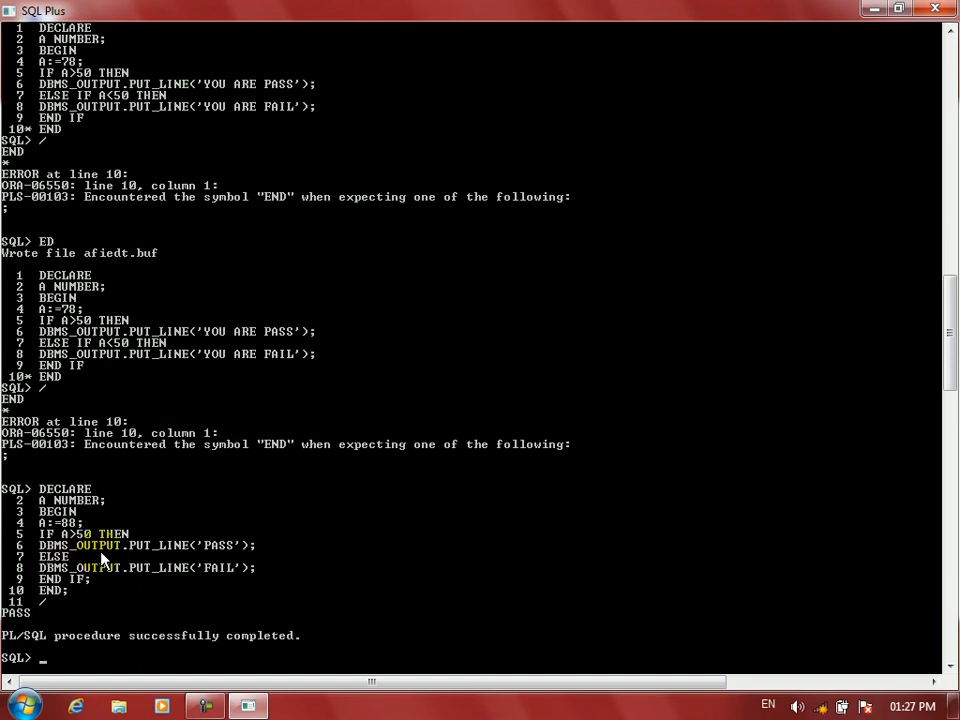 SQL Plus
1 DECLARE
2 A NUMBER;
3 BEGIN
4 A:=78;
5 IF A>50 THEN
6 DBMS_OUTPUT.PUT_LINE('YOU ARE PASS');
7 ELSE IF A<50 THEN
8 DBMS_OUTPUT.PUT_LINE('YOU ARE FAIL');
9 END IF
10* END
SQL> /
END
*
ERROR at line 10:
ORA-06550: line 10, column 1:
PLS-00103: Encountered the symbol "END" when expecting one of the following:
;
SQL> ED
Wrote file afiedt.buf
1 DECLARE
2 A NUMBER;
3 BEGIN
4 A:=78;
5 IF A>50 THEN
6 DBMS_OUTPUT.PUT_LINE('YOU ARE PASS');
7 ELSE IF A<50 THEN
8 DBMS_OUTPUT.PUT_LINE('YOU ARE FAIL');
9 END IF
10* END
SQL> /
END
*
ERROR at line 10:
ORA-06550: line 10, column 1:
PLS-00103: Encountered the symbol "END" when expecting one of the following:
;
SQL> DECLARE
2 A NUMBER;
3 BEGIN
4 A:=88;
5 IF A>50 THEN
6 DBMS_OUTPUT.PUT_LINE('PASS');
7 ELSE
8 DBMS_OUTPUT.PUT_LINE('FAIL');
9 END IF;
10 END;
11 /
PASS
PL/SQL procedure successfully completed.
SQL> _
EN 01:27 PM